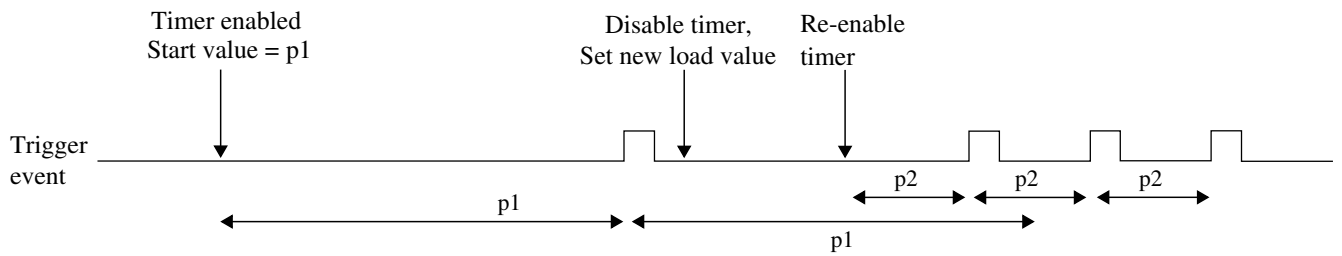 Timer enabled
Start value = p1
Disable timer,
Set new load value
Re-enable
timer
Trigger
event
p2
p2
p2
p1
p1